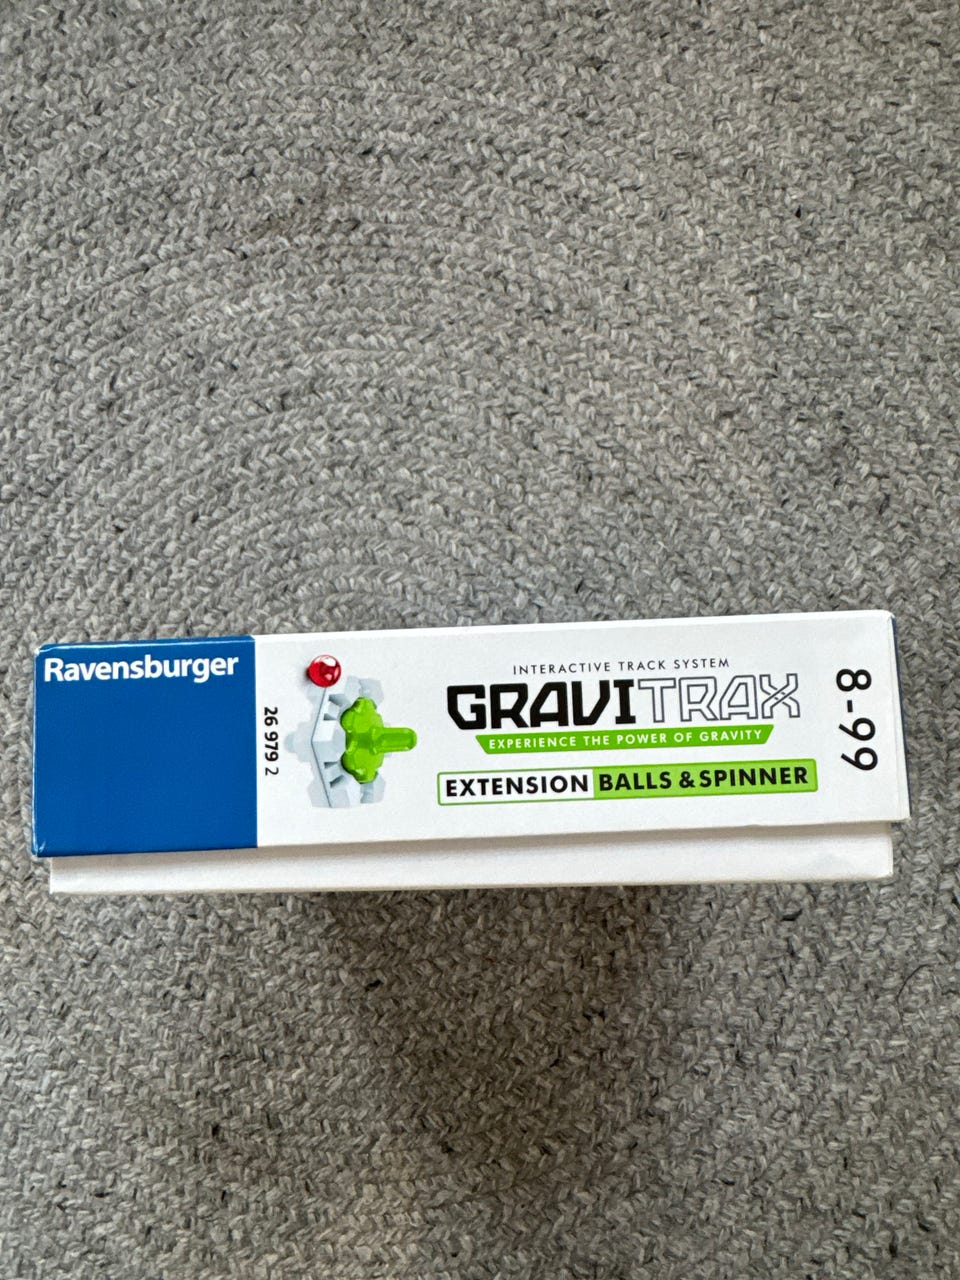 Ravensburger
26 979 2
INTERACTIVE TRACK SYSTEM
GRAVITRAX
EXPERIENCE THE POWER OF GRAVITY
EXTENSION BALLS & SPINNER
8-99